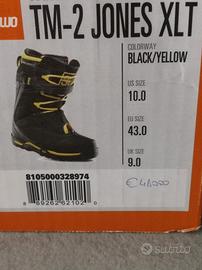 TM-2 JONES XLT
COLORWAY
BLACK/YELLOW
US SIZE
10.0
EU SIZE
43.0
UK SIZE
9.0
8105000328974
subito